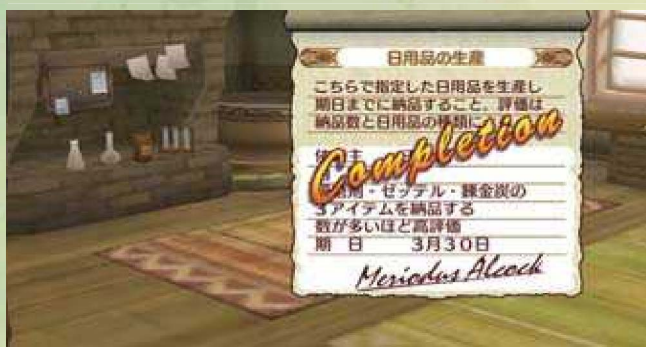 日用品の生産
こちらで指定した日用品を生産し
期日までに納品すること、評価は
納品数と日用品の種類に
Completion
主
・ゼッテル・錬金炭の
3アイテムを納品する
数が多いほど高評価
期 日 3月30日
Meriodus Alcock